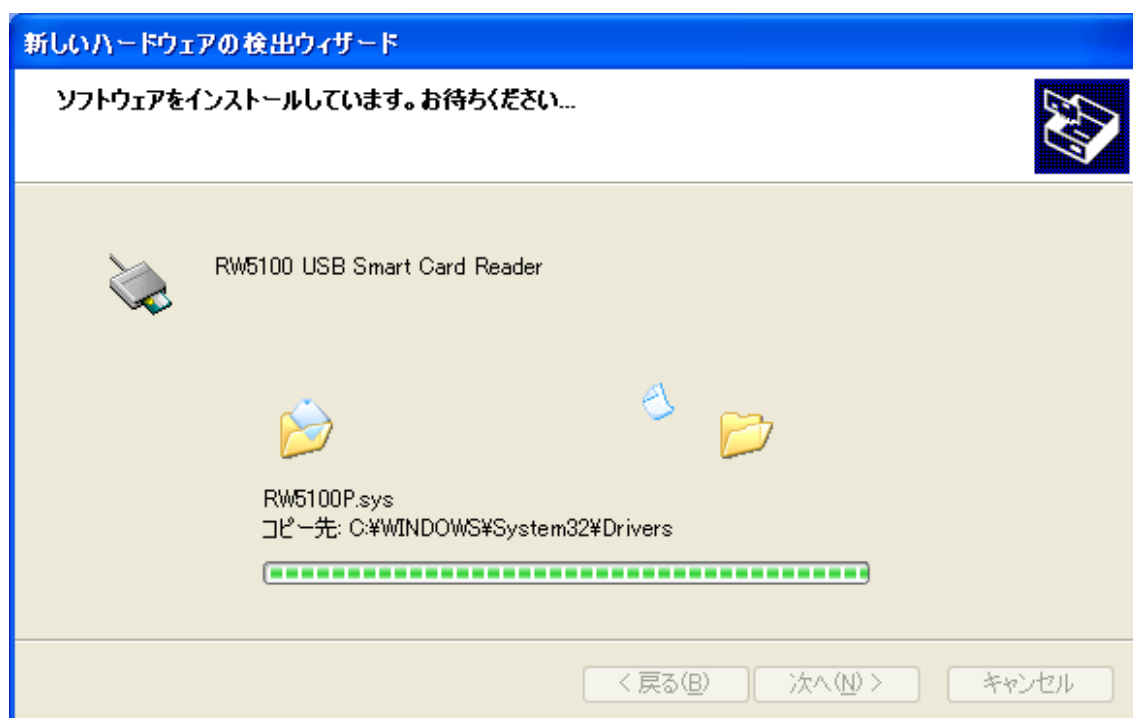 新しいハードウェアの検出ウィザード
ソフトウェアをインストールしています。お待ちください...
RW5100 USB Smart Card Reader
RW5100P.sys
コピー先: C:¥WINDOWS¥System32¥Drivers
< 戻る(B) 次へ(N) > キャンセル